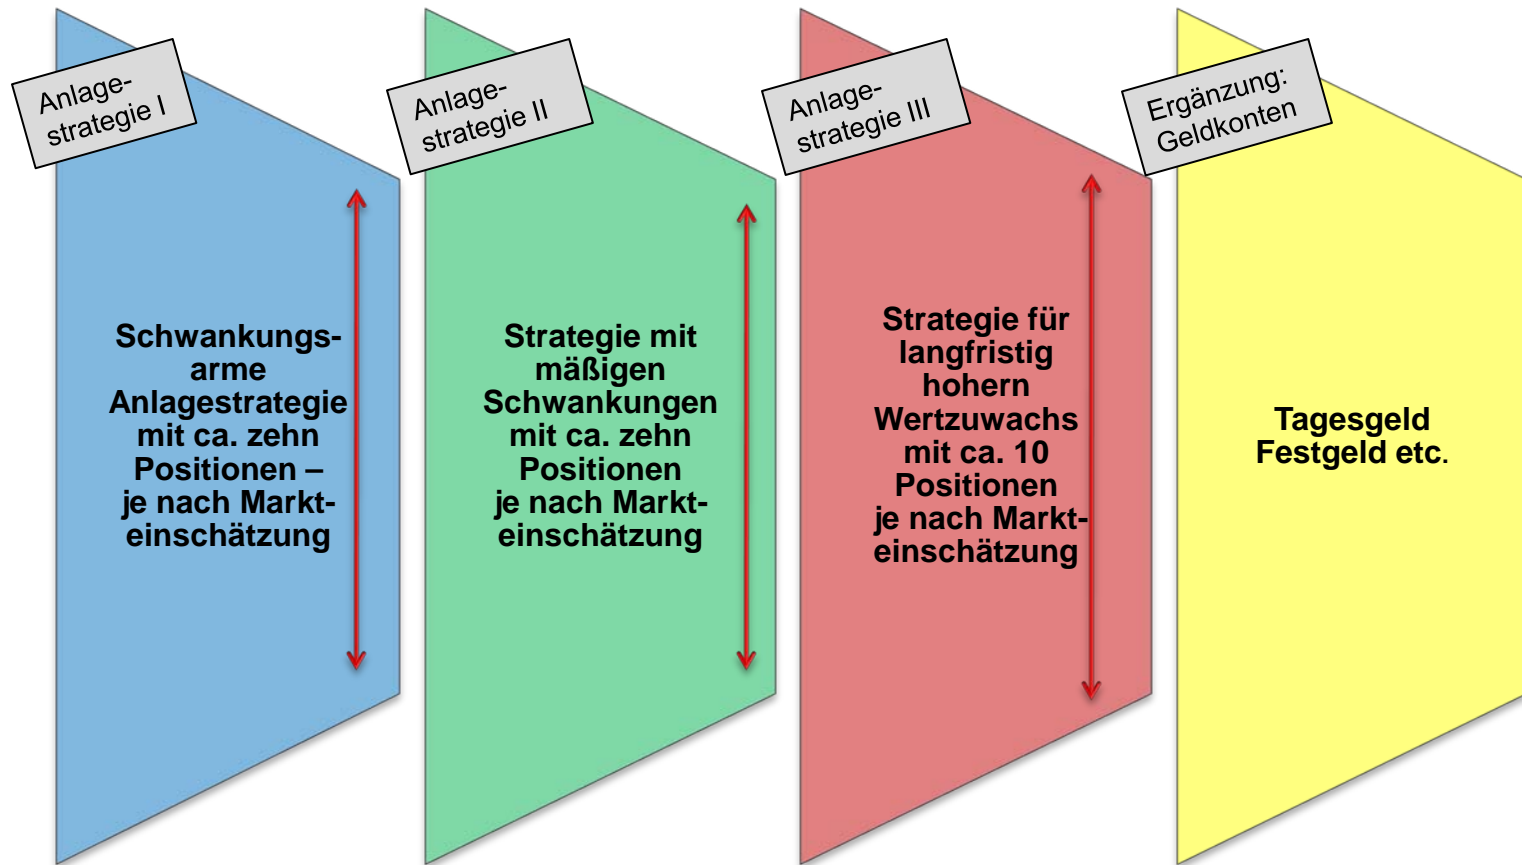 Anlage-
strategie I
Schwankungs-
arme
Anlagestrategie
mit ca. zehn
Positionen –
je nach Markt-
einschätzung
Anlage-
strategie II
Strategie mit
mäßigen
Schwankungen
mit ca. zehn
Positionen
je nach Markt-
einschätzung
Anlage-
strategie III
Strategie für
langfristig
hohern
Wertzuwachs
mit ca. 10
Positionen
je nach Markt-
einschätzung
Ergänzung:
Geldkonten
Tagesgeld
Festgeld etc.